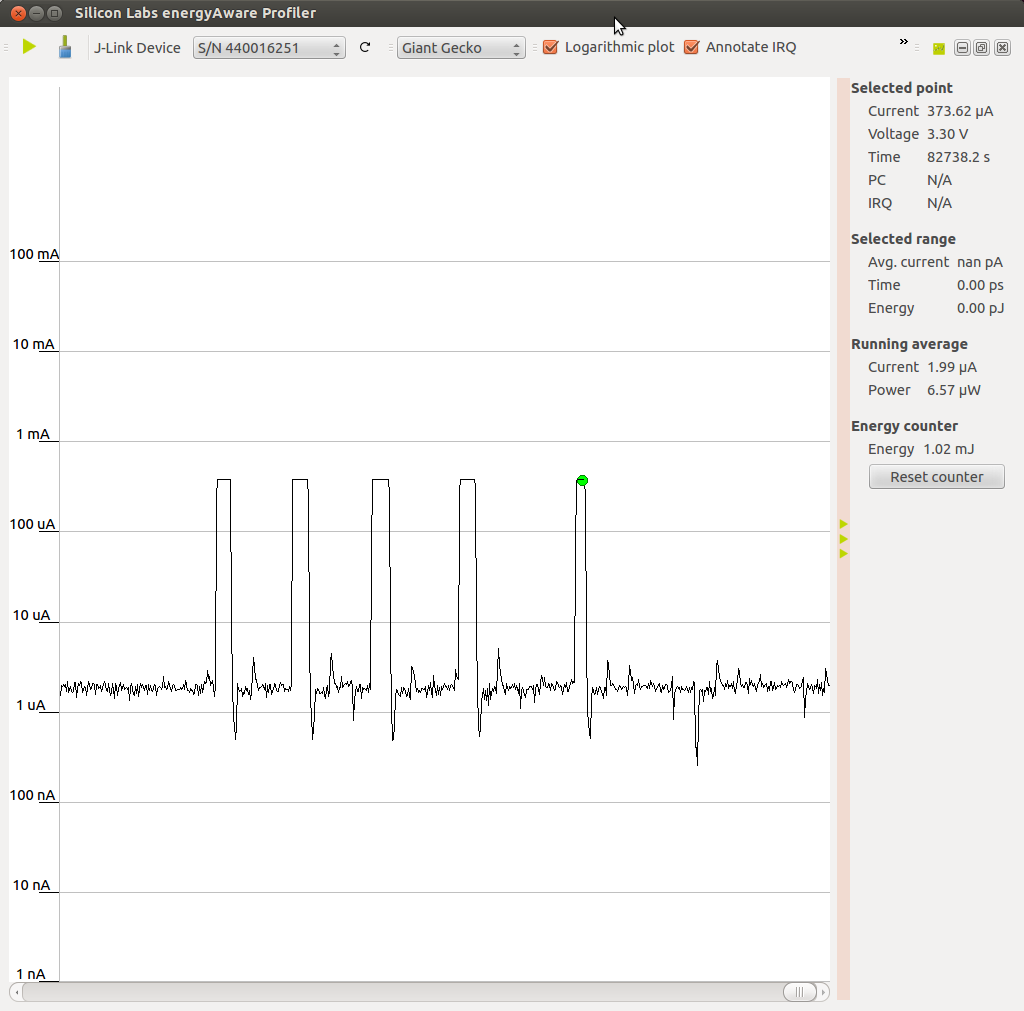 Silicon Labs energyAware Profiler
J-Link Device S/N 440016251 Giant Gecko Logarithmic plot Annotate IRQ »
100 mA
10 mA
1 mA
100 uA
10 uA
1 uA
100 nA
10 nA
1 nA
Selected point
Current 373.62 µA
Voltage 3.30 V
Time 82738.2 s
PC N/A
IRQ N/A
Selected range
Avg. current nan pA
Time 0.00 ps
Energy 0.00 pJ
Running average
Current 1.99 µA
Power 6.57 µW
Energy counter
Energy 1.02 mJ
Reset counter